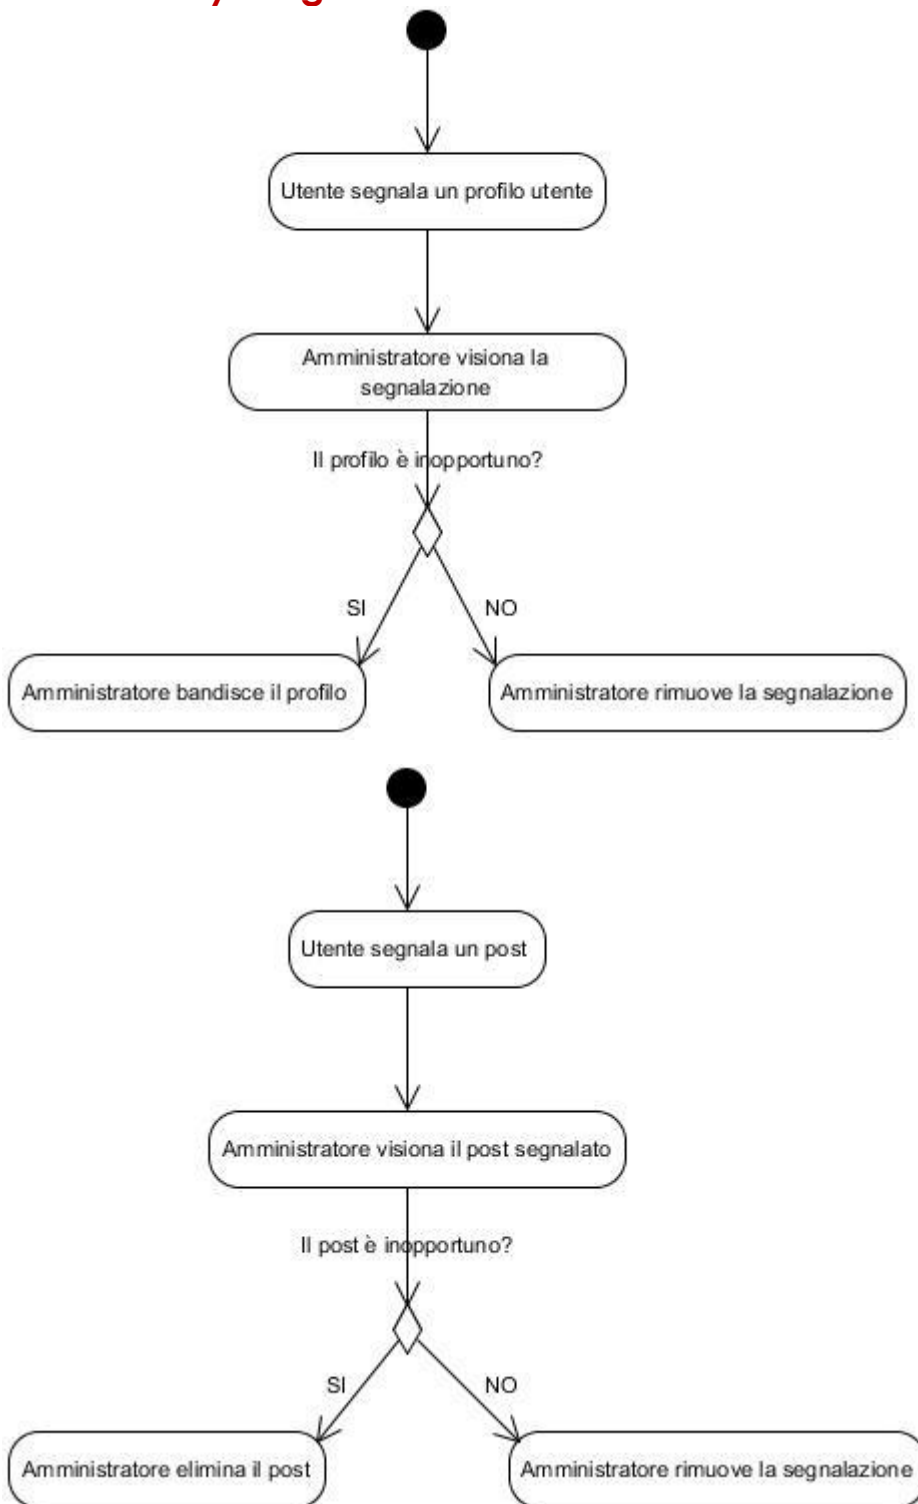 Utente segnala un profilo utente
Amministratore visiona la
segnalazione
Il profilo è inopportuno?
SI
NO
Amministratore bandisce il profilo
Amministratore rimuove la segnalazione
Utente segnala un post
Amministratore visiona il post segnalato
Il post è inopportuno?
SI
NO
Amministratore elimina il post
Amministratore rimuove la segnalazione